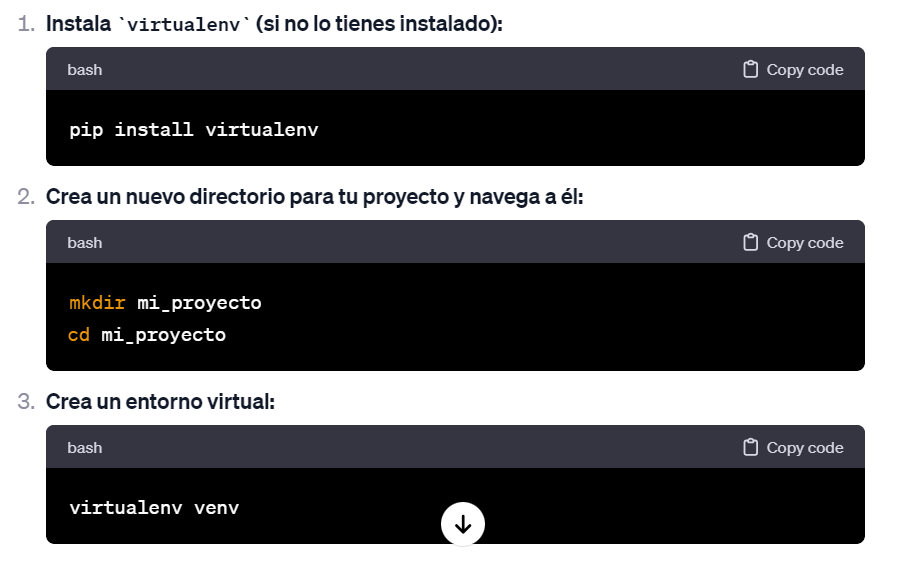 1. Instala `virtualenv` (si no lo tienes instalado):
bash Copy code
pip install virtualenv
2. Crea un nuevo directorio para tu proyecto y navega a él:
bash Copy code
mkdir mi_proyecto
cd mi_proyecto
3. Crea un entorno virtual:
bash Copy code
virtualenv venv